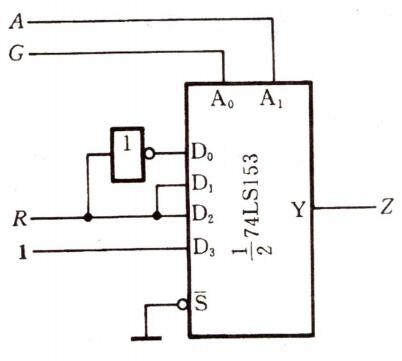 A
G
A₀ A₁
1
D₀
D₁
R D₂
1 D₃
S̅
½ 74LS153
Y Z